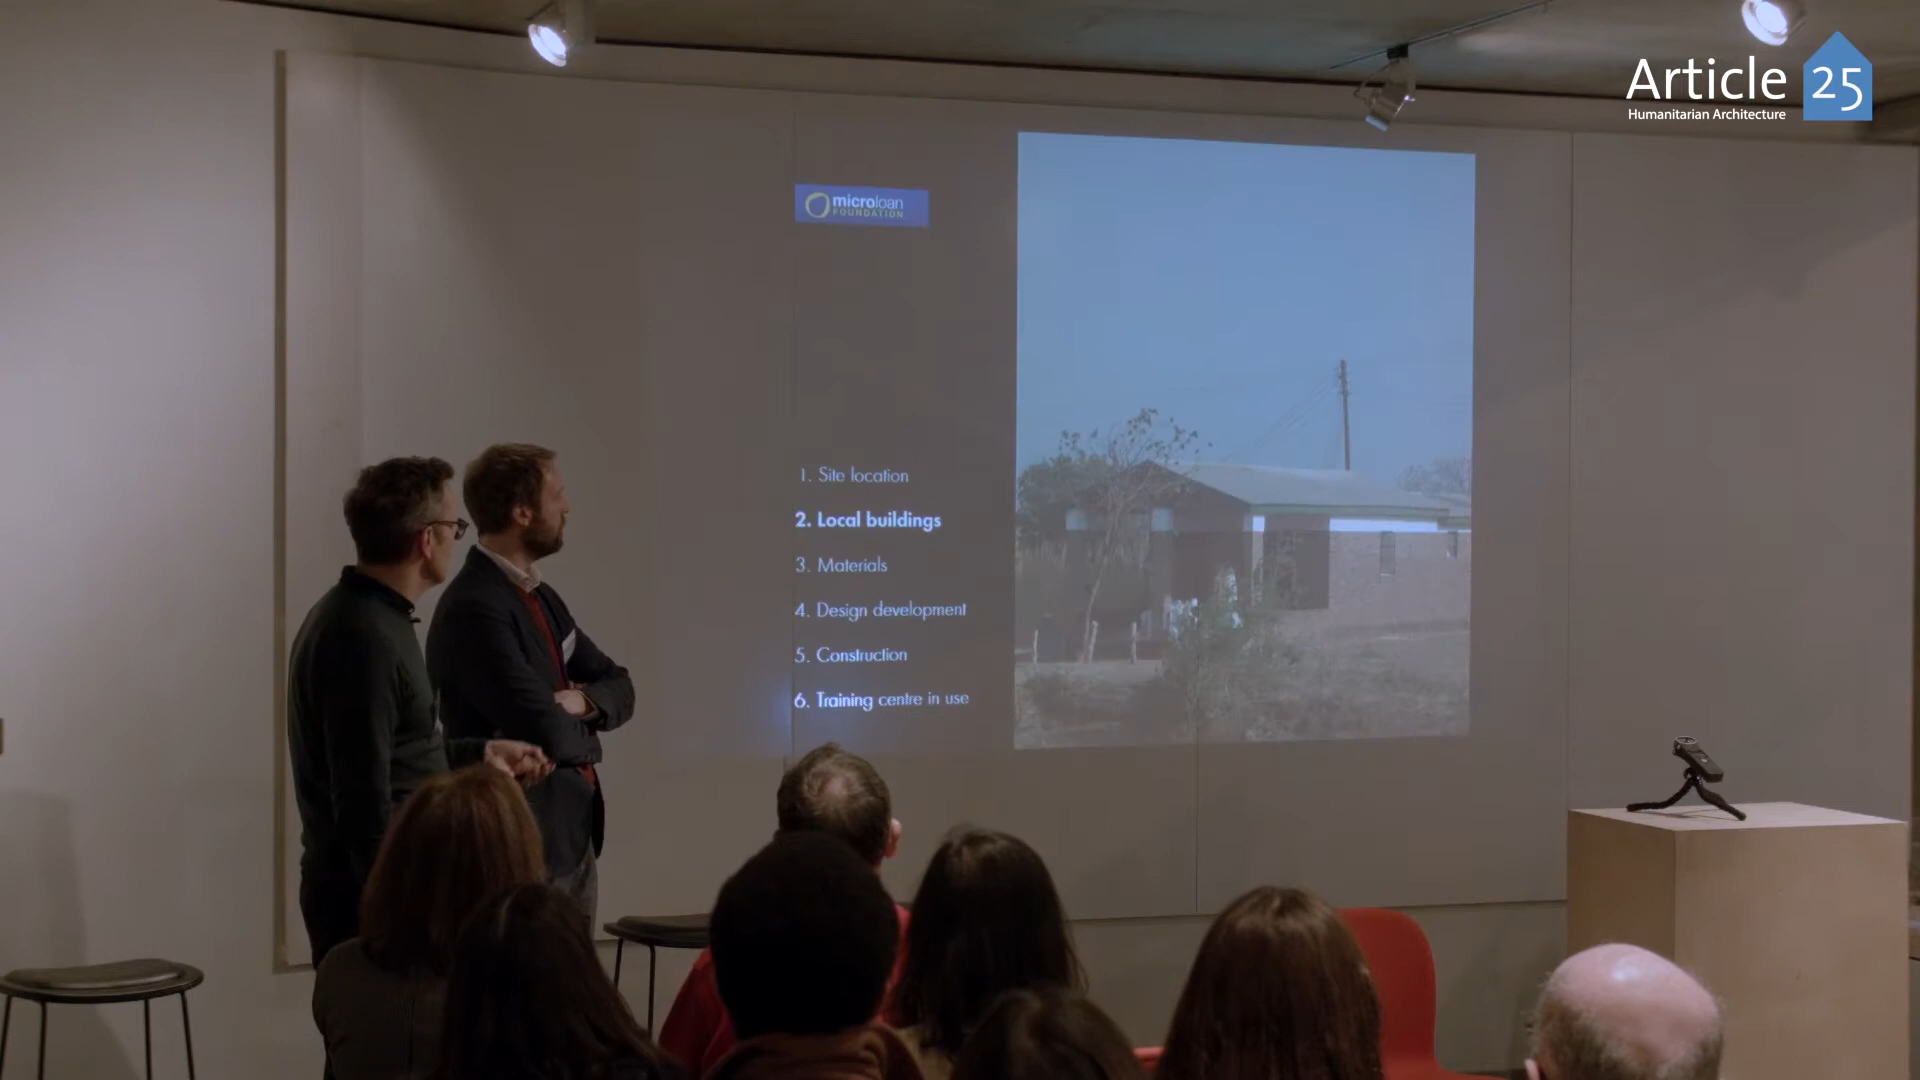 Article 25
Humanitarian Architecture
microloan
FOUNDATION
1. Site location
2. Local buildings
3. Materials
4. Design development
5. Construction
6. Training centre in use